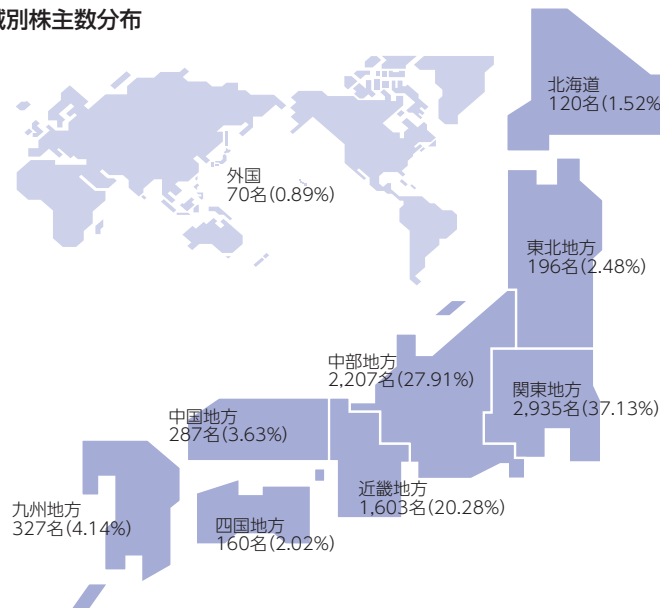 域別株主数分布
北海道
120名(1.52%
外国
70名(0.89%)
東北地方
196名(2.48%)
中部地方
2,207名(27.91%)
関東地方
2,935名(37.13%)
中国地方
287名(3.63%)
近畿地方
1,603名(20.28%)
九州地方
327名(4.14%)
四国地方
160名(2.02%)